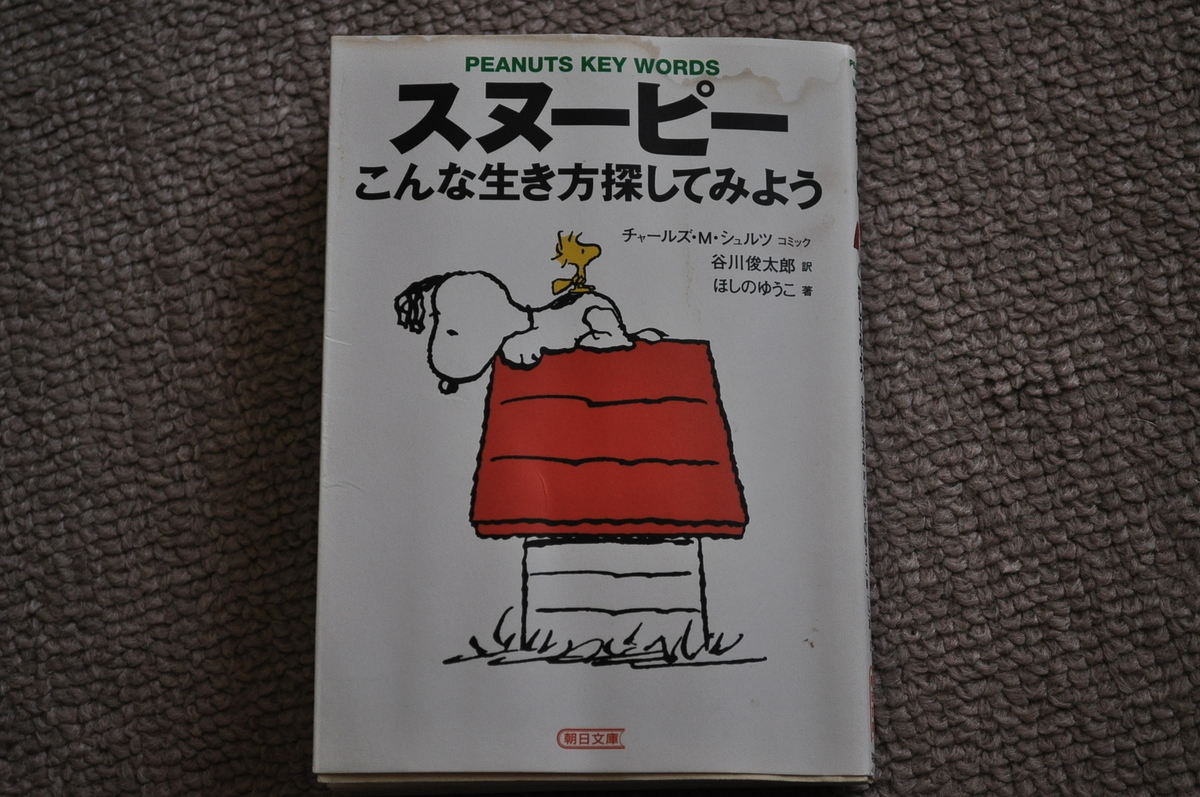 PEANUTS KEY WORDS
スヌーピー
こんな生き方探してみよう
チャールズ・M・シュルツ コミック
谷川俊太郎 訳
ほしのゆうこ 著
朝日文庫